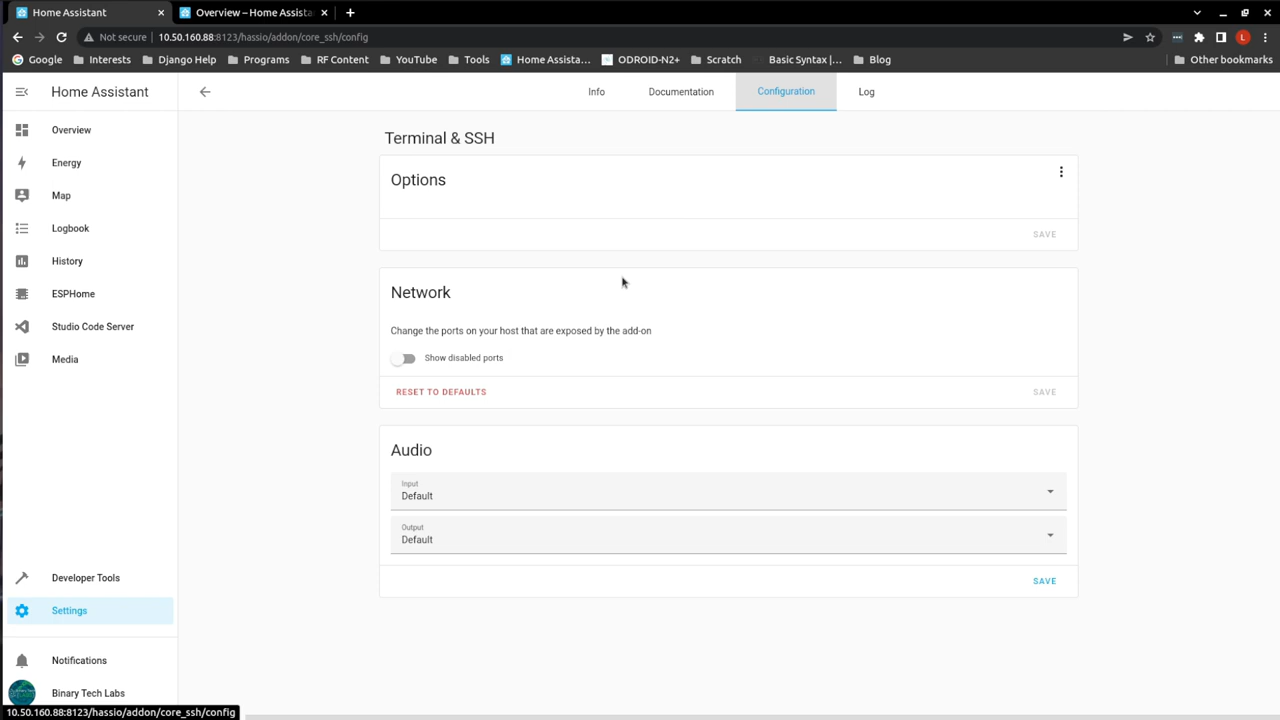 Home Assistant
Overview – Home Assista
Not secure | 10.50.160.88:8123/hassio/addon/core_ssh/config
L
Google Interests Django Help Programs RF Content YouTube Tools Home Assista... ODROID-N2+ Scratch Basic Syntax |... Blog Other bookmarks
Home Assistant
Info Documentation Configuration Log
Overview
Energy
Map
Logbook
History
ESPHome
Studio Code Server
Media
Developer Tools
Settings
Notifications
Binary Tech Labs
Terminal & SSH
Options
SAVE
Network
Change the ports on your host that are exposed by the add-on
Show disabled ports
RESET TO DEFAULTS SAVE
Audio
Input
Default
Output
Default
SAVE
10.50.160.88:8123/hassio/addon/core_ssh/config